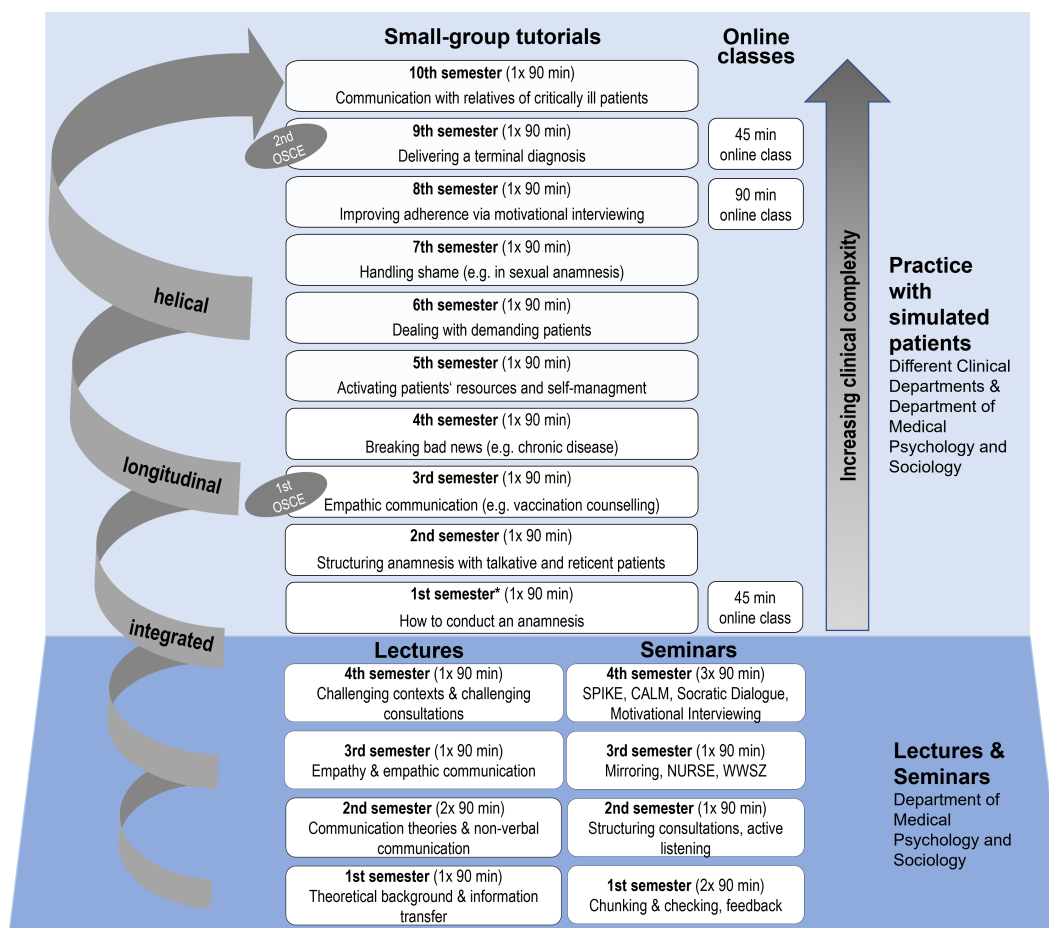 Small-group tutorials
10th semester (1x 90 min)
Communication with relatives of critically ill patients
9th semester (1x 90 min)
Delivering a terminal diagnosis
8th semester (1x 90 min)
Improving adherence via motivational interviewing
7th semester (1x 90 min)
Handling shame (e.g. in sexual anamnesis)
6th semester (1x 90 min)
Dealing with demanding patients
5th semester (1x 90 min)
Activating patients‘ resources and self-managment
4th semester (1x 90 min)
Breaking bad news (e.g. chronic disease)
3rd semester (1x 90 min)
Empathic communication (e.g. vaccination counselling)
2nd semester (1x 90 min)
Structuring anamnesis with talkative and reticent patients
1st semester* (1x 90 min)
How to conduct an anamnesis
Online
classes
45 min
online class
90 min
online class
45 min
online class
2nd
OSCE
1st
OSCE
helical
longitudinal
integrated
Increasing clinical complexity
Practice
with
simulated
patients
Different Clinical
Departments &
Department of
Medical
Psychology and
Sociology
Lectures
4th semester (1x 90 min)
Challenging contexts & challenging
consultations
3rd semester (1x 90 min)
Empathy & empathic communication
2nd semester (2x 90 min)
Communication theories & non-verbal
communication
1st semester (1x 90 min)
Theoretical background & information
transfer
Seminars
4th semester (3x 90 min)
SPIKE, CALM, Socratic Dialogue,
Motivational Interviewing
3rd semester (1x 90 min)
Mirroring, NURSE, WWSZ
2nd semester (1x 90 min)
Structuring consultations, active
listening
1st semester (2x 90 min)
Chunking & checking, feedback
Lectures &
Seminars
Department of
Medical
Psychology and
Sociology